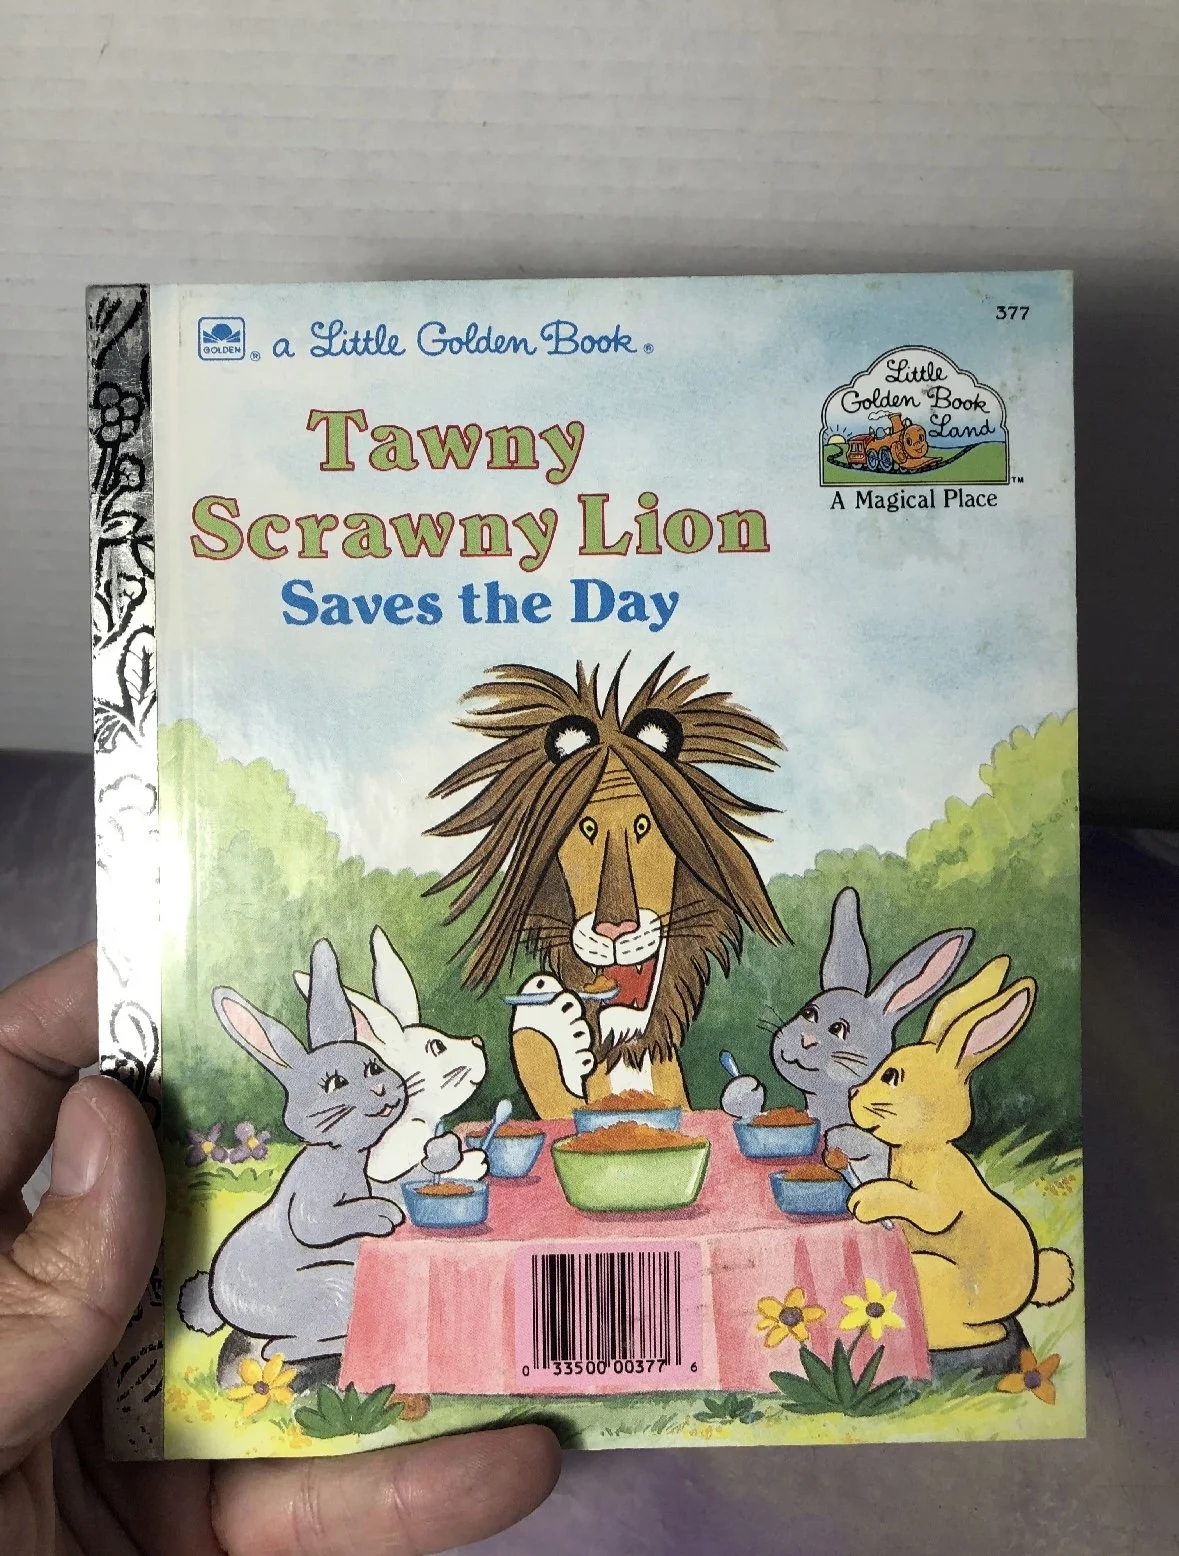 377
GOLDEN
® a Little Golden Book®
Little
Golden Book
Land
TM
A Magical Place
Tawny
Scrawny Lion
Saves the Day
0 33500 00377 6